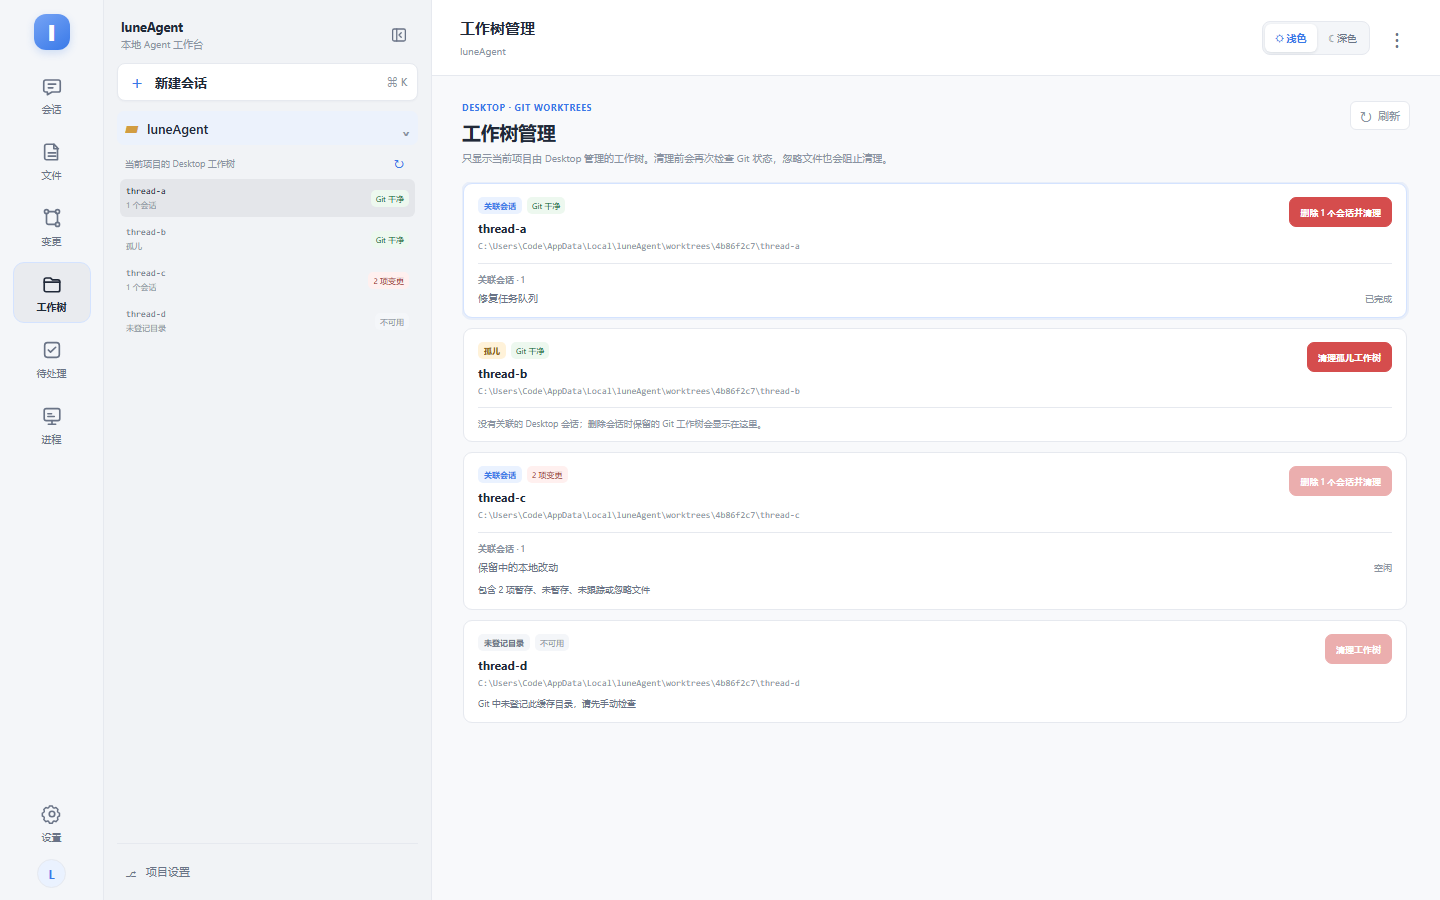 会话
文件
变更
工作树
待处理
进程
设置
L
luneAgent
本地 Agent 工作台
+ 新建会话 ⌘ K
luneAgent
当前项目的 Desktop 工作树
thread-a
1 个会话
Git 干净
thread-b
孤儿
Git 干净
thread-c
1 个会话
2 项变更
thread-d
未登记目录
不可用
项目设置
工作树管理
luneAgent
浅色
深色
DESKTOP · GIT WORKTREES
工作树管理
只显示当前项目由 Desktop 管理的工作树。清理前会再次检查 Git 状态，忽略文件也会阻止清理。
刷新
关联会话 Git 干净
删除 1 个会话并清理
thread-a
C:\Users\Code\AppData\Local\luneAgent\worktrees\4b86f2c7\thread-a
关联会话 · 1
修复任务队列 已完成
孤儿 Git 干净
清理孤儿工作树
thread-b
C:\Users\Code\AppData\Local\luneAgent\worktrees\4b86f2c7\thread-b
没有关联的 Desktop 会话；删除会话时保留的 Git 工作树会显示在这里。
关联会话 2 项变更
删除 1 个会话并清理
thread-c
C:\Users\Code\AppData\Local\luneAgent\worktrees\4b86f2c7\thread-c
关联会话 · 1
保留中的本地改动 空闲
包含 2 项暂存、未暂存、未跟踪或忽略文件
未登记目录 不可用
清理工作树
thread-d
C:\Users\Code\AppData\Local\luneAgent\worktrees\4b86f2c7\thread-d
Git 中未登记此缓存目录，请先手动检查